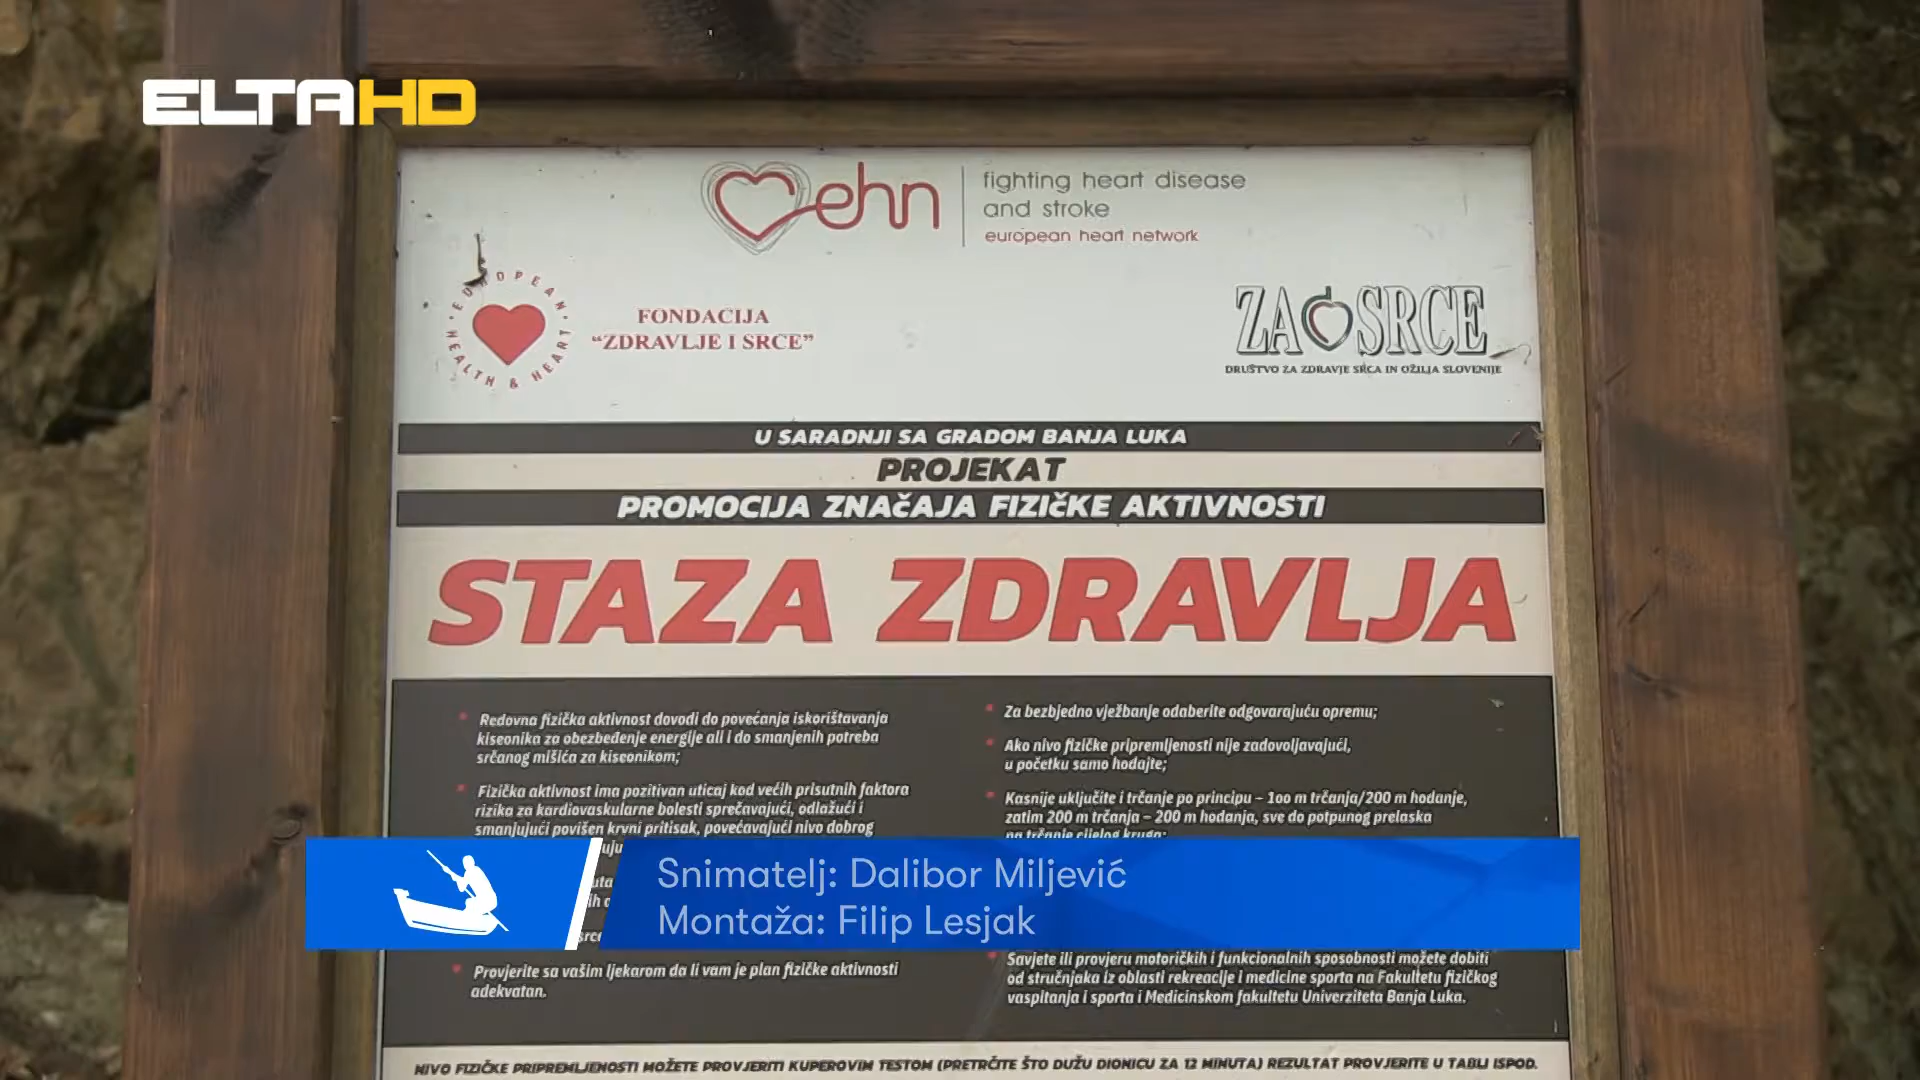 ELTAHD
ehn
fighting heart disease
and stroke
european heart network
EUROPEAN HEALTH & HEART
FONDACIJA
“ZDRAVLJE I SRCE”
ZA SRCE
DRUŠTVO ZA ZDRAVJE SRCA IN OŽILJA SLOVENIJE
U SARADNJI SA GRADOM BANJA LUKA
PROJEKAT
PROMOCIJA ZNAČAJA FIZIČKE AKTIVNOSTI
STAZA ZDRAVLJA
Redovna fizička aktivnost dovodi do povećanja iskorištavanja
kiseonika za obezbeđenje energije ali i do smanjenih potreba
srčanog mišića za kiseonikom;
Fizička aktivnost ima pozitivan uticaj kod većih prisutnih faktora
rizika za kardiovaskularne bolesti sprečavajući, odlažući i
smanjujući povišen krvni pritisak, povećavajući nivo dobrog
Provjerite sa vašim ljekarom da li vam je plan fizičke aktivnosti
adekvatan.
Za bezbjedno vježbanje odaberite odgovarajuću opremu;
Ako nivo fizičke pripremljenosti nije zadovoljavajući,
u početku samo hodajte;
Kasnije uključite i trčanje po principu – 1oo m trčanja/200 m hodanje,
zatim 200 m trčanja – 200 m hodanja, sve do potpunog prelaska
na trčanje cijelog kruga;
Savjete ili provjeru motoričkih i funkcionalnih sposobnosti možete dobiti
od stručnjaka iz oblasti rekreacije i medicine sporta na Fakultetu fizičkog
vaspitanja i sporta i Medicinskom fakultetu Univerziteta Banja Luka.
Snimatelj: Dalibor Miljević
Montaža: Filip Lesjak
NIVO FIZIČKE PRIPREMLJENOSTI MOŽETE PROVJERITI KUPEROVIM TESTOM (PRETRČITE ŠTO DUŽU DIONICU ZA 12 MINUTA) REZULTAT PROVJERITE U TABLI ISPOD.